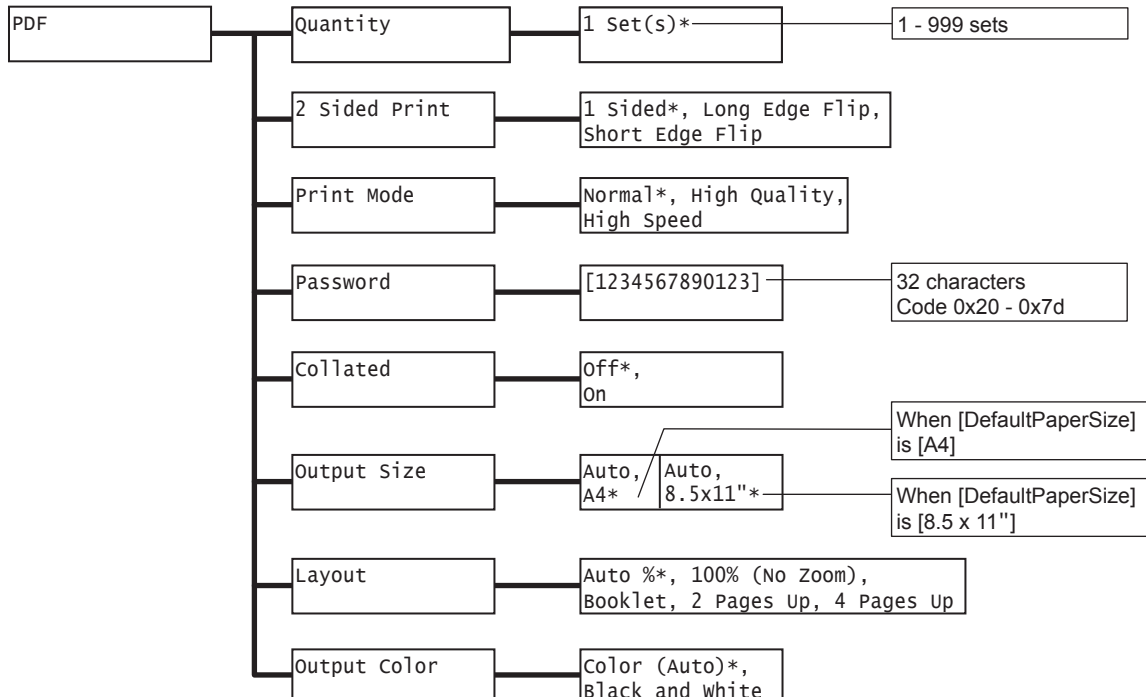 PDF
Quantity
1 Set(s)*
1 - 999 sets
2 Sided Print
1 Sided*, Long Edge Flip,
Short Edge Flip
Print Mode
Normal*, High Quality,
High Speed
Password
[1234567890123]
32 characters
Code 0x20 - 0x7d
Collated
Off*,
On
When [DefaultPaperSize]
is [A4]
Output Size
Auto,
A4*
Auto,
8.5x11"*
When [DefaultPaperSize]
is [8.5 x 11"]
Layout
Auto %*, 100% (No Zoom),
Booklet, 2 Pages Up, 4 Pages Up
Output Color
Color (Auto)*,
Black and White